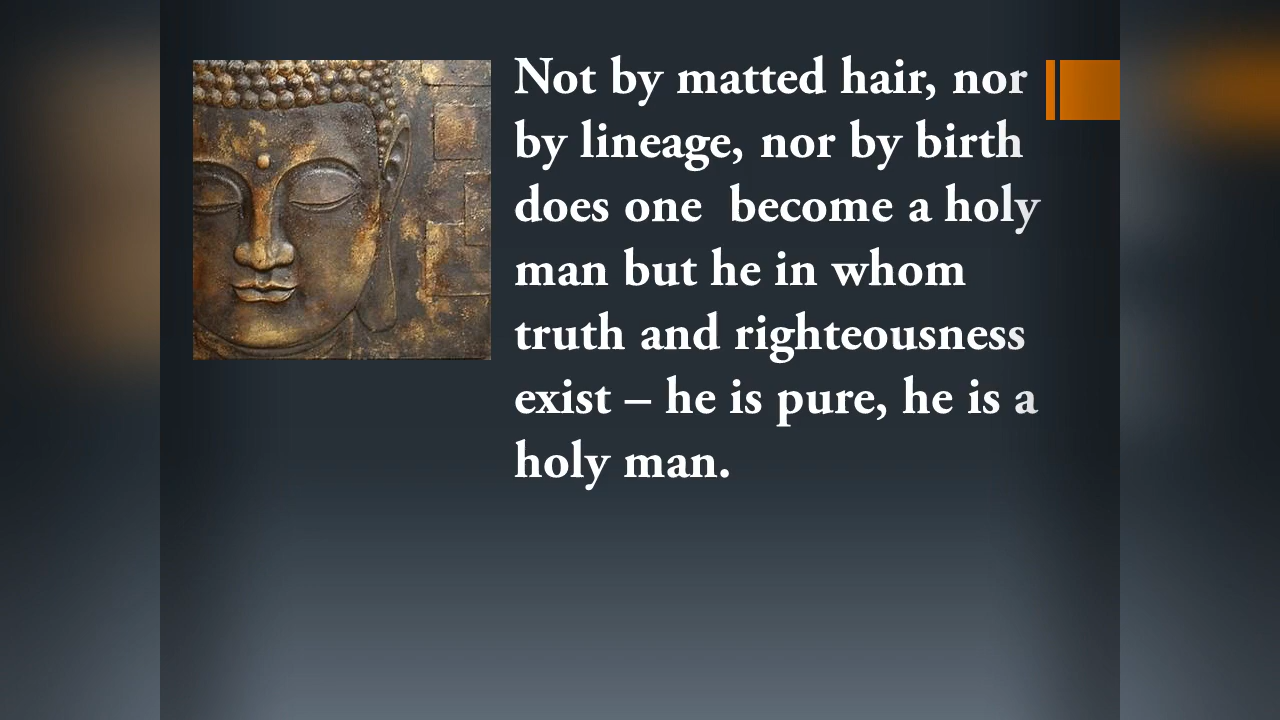 Not by matted hair, nor
by lineage, nor by birth
does one  become a holy
man but he in whom
truth and righteousness
exist – he is pure, he is a
holy man.